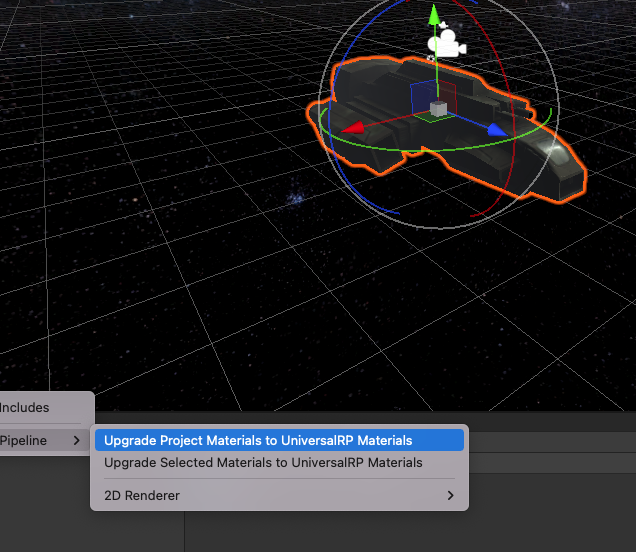 Includes
Pipeline
Upgrade Project Materials to UniversalRP Materials
Upgrade Selected Materials to UniversalRP Materials
2D Renderer